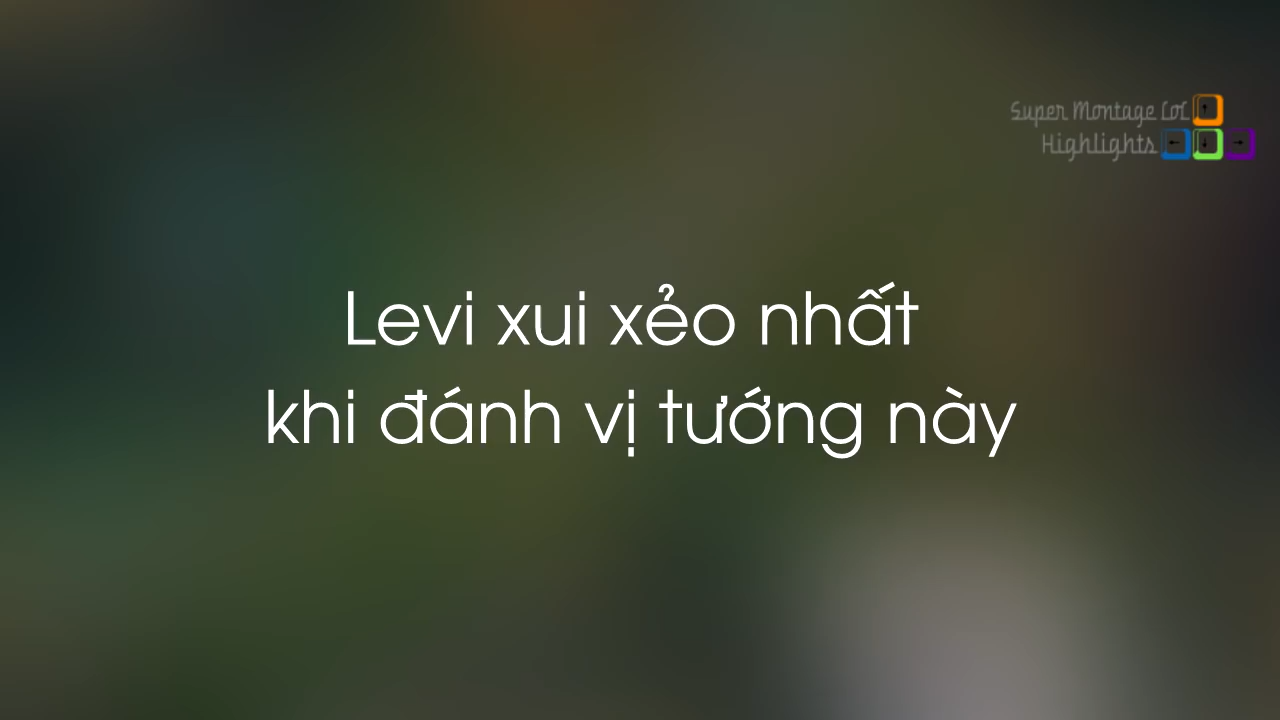 Super Montage LoL
Highlights
Levi xui xẻo nhất
khi đánh vị tướng này